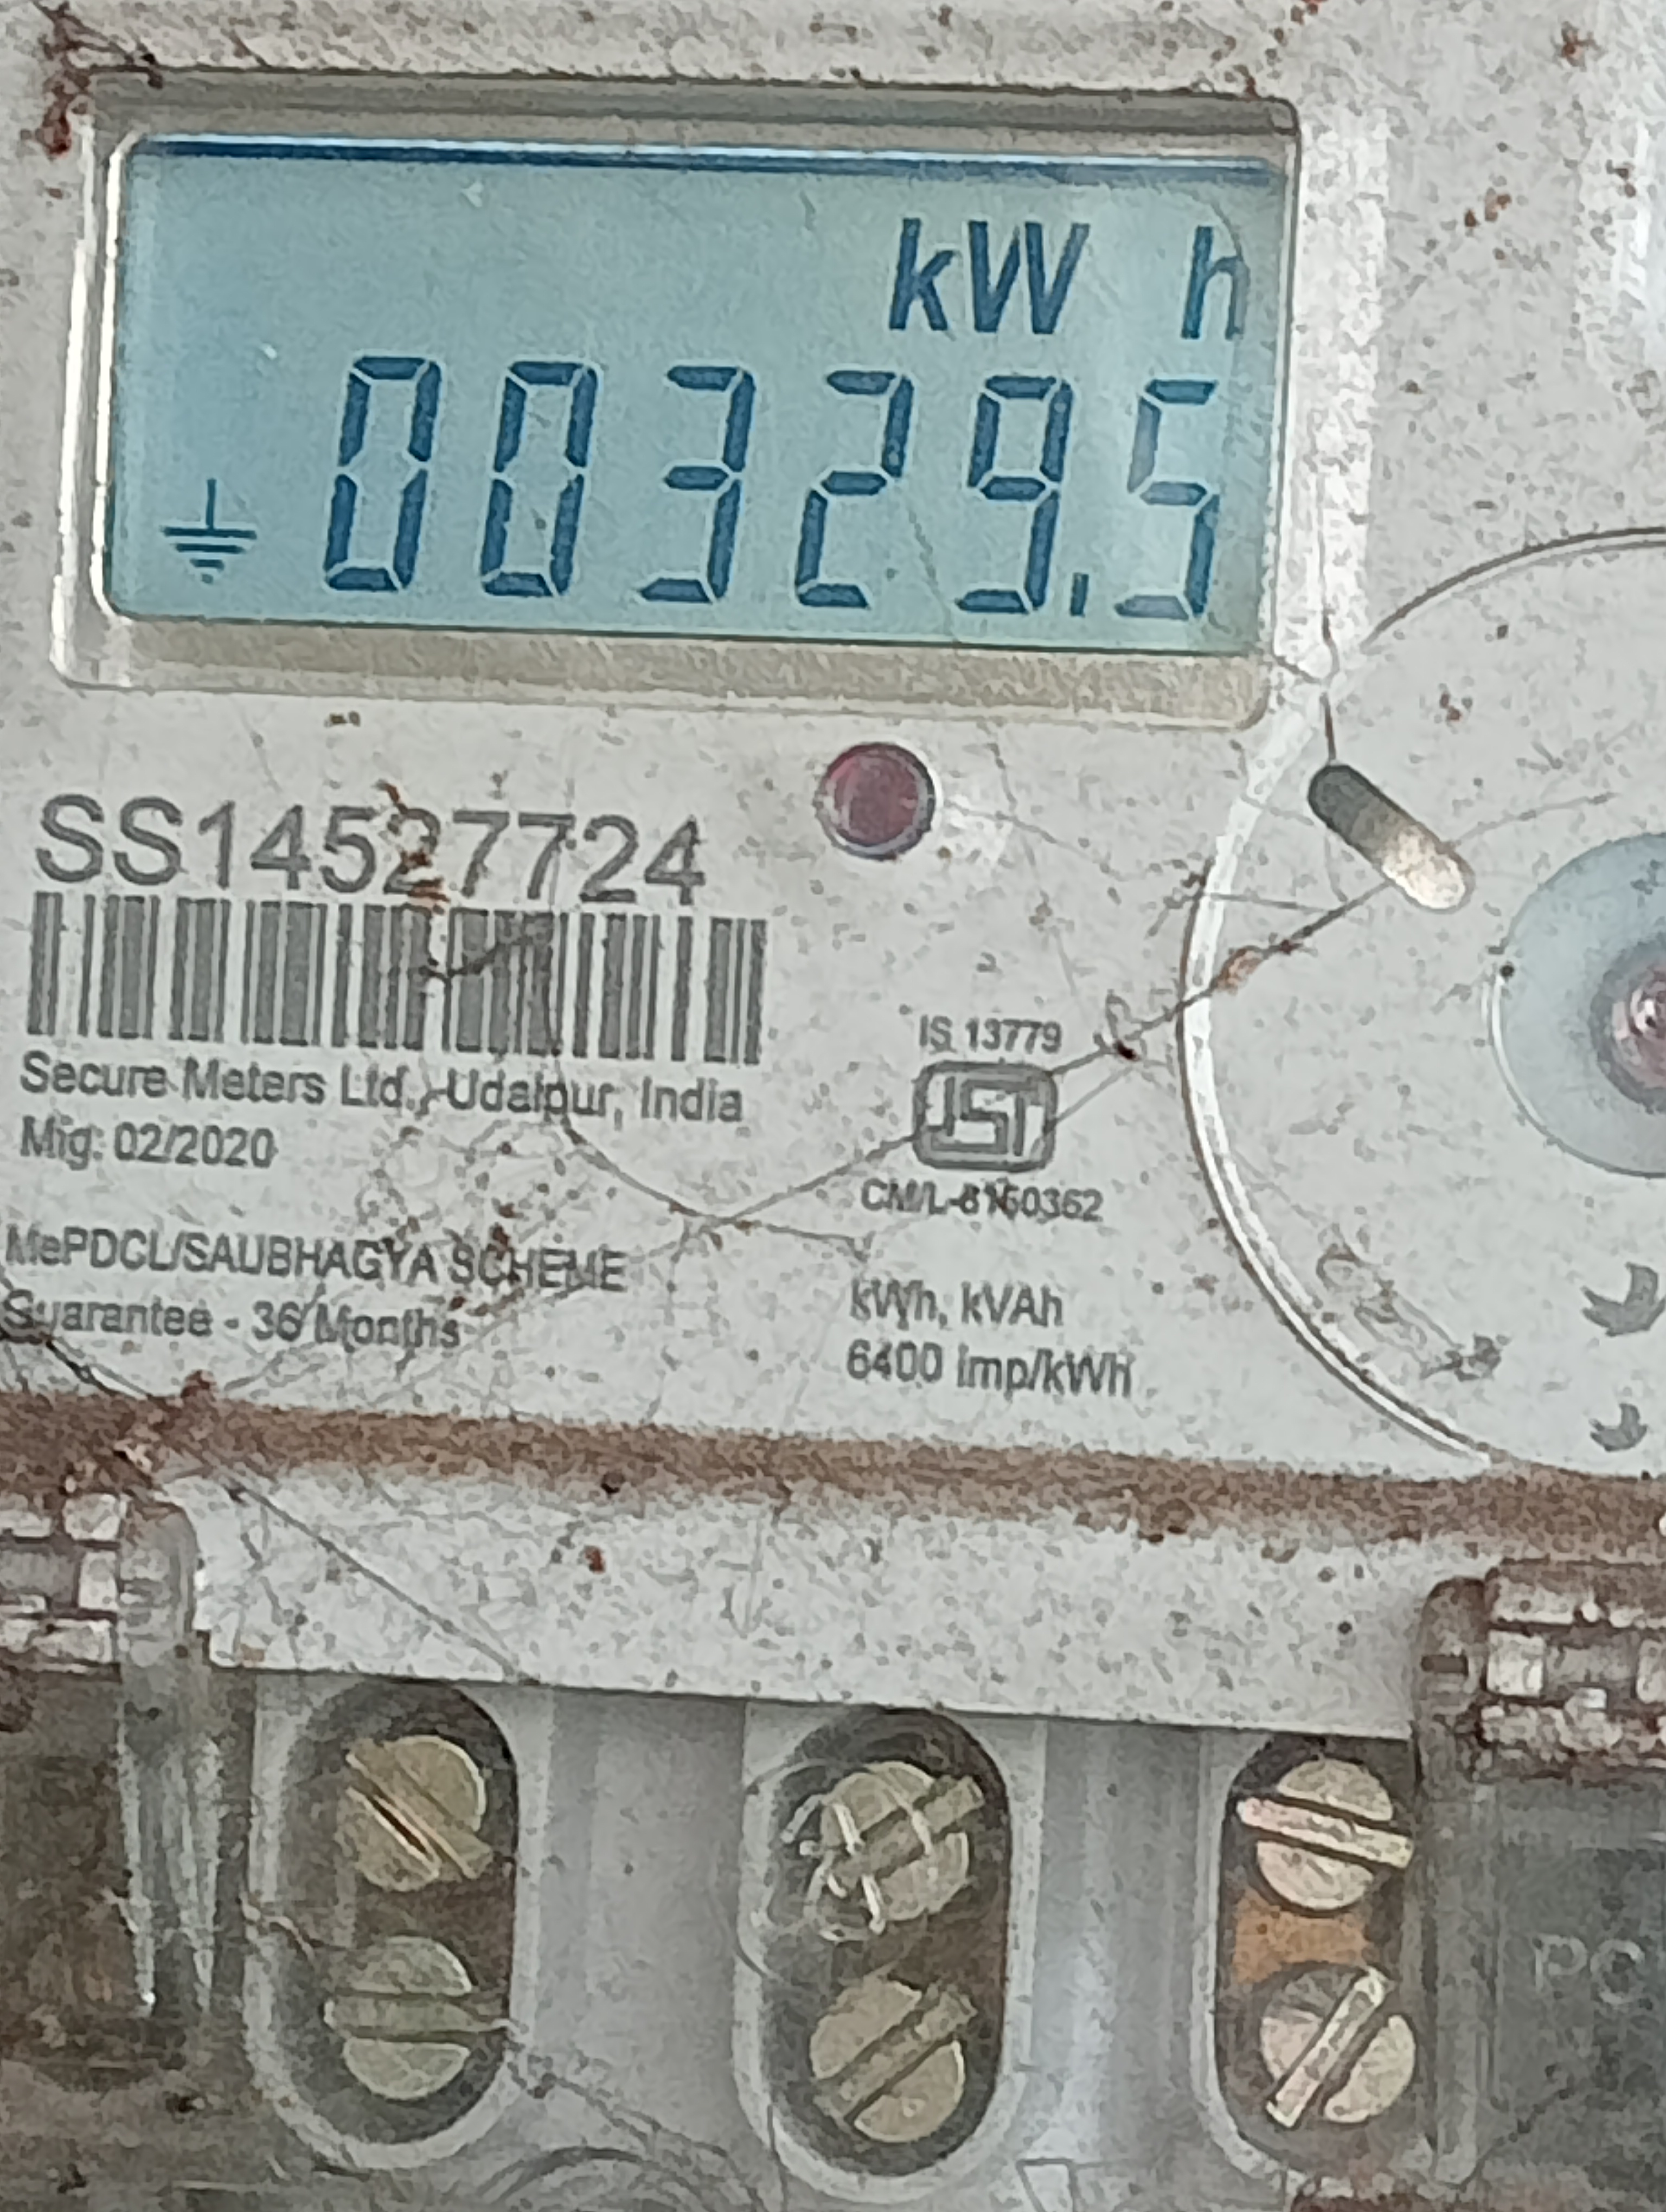 kW h
00329.5
SS14527724
Secure Meters Ltd., Udaipur, India
Mfg: 02/2020
IS 13779
ISI
CM/L-8160362
MePDCL/SAUBHAGYA SCHEME
Guarantee - 36 Months
kWh, kVAh
6400 imp/kWh